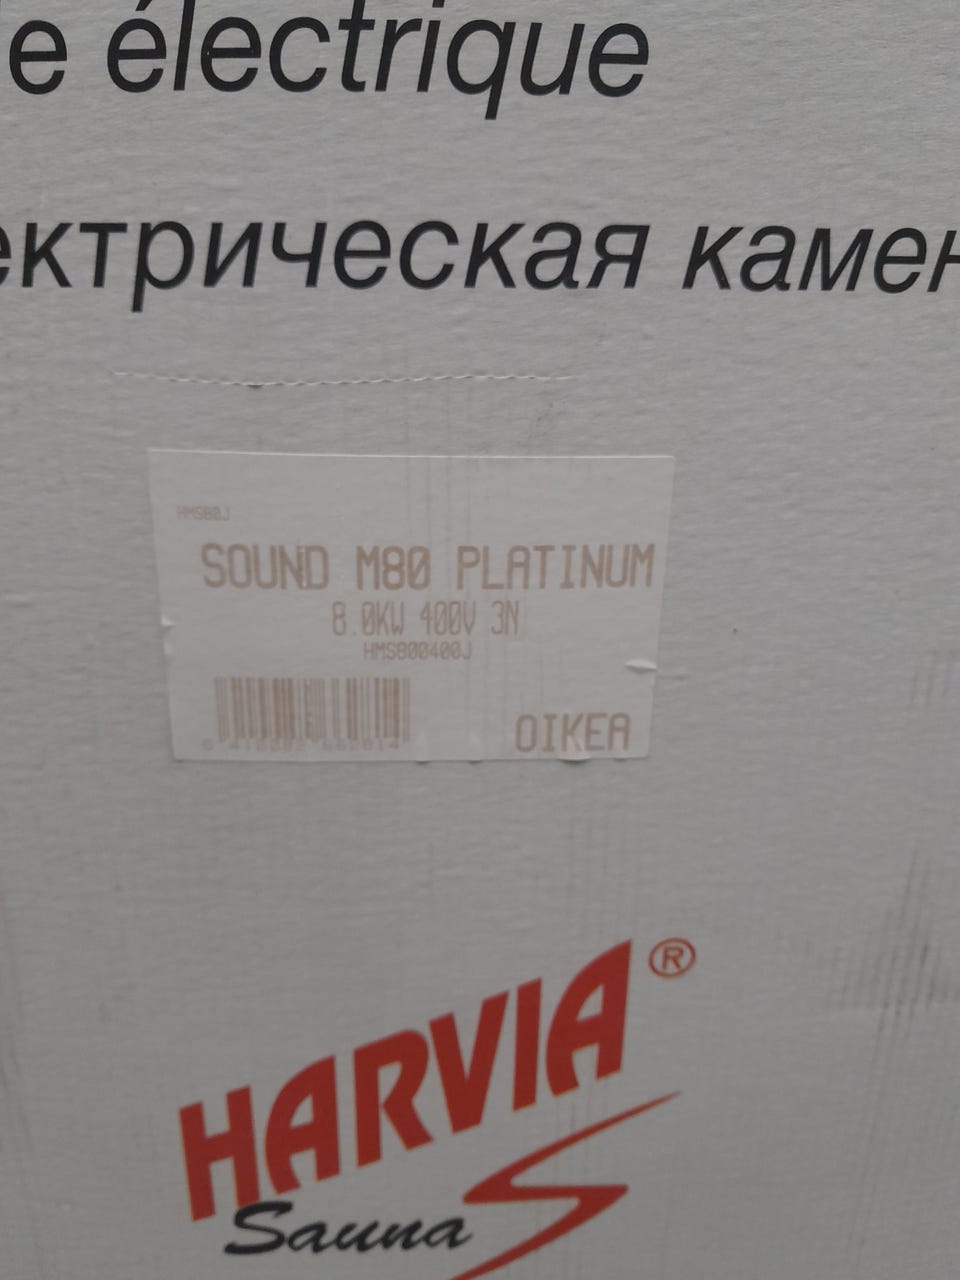 e électrique
ектрическая камен
HMS80J
SOUND M80 PLATINUM
8.0KW 400V 3N
HMS800400J
OIKEA
HARVIA®
Sauna